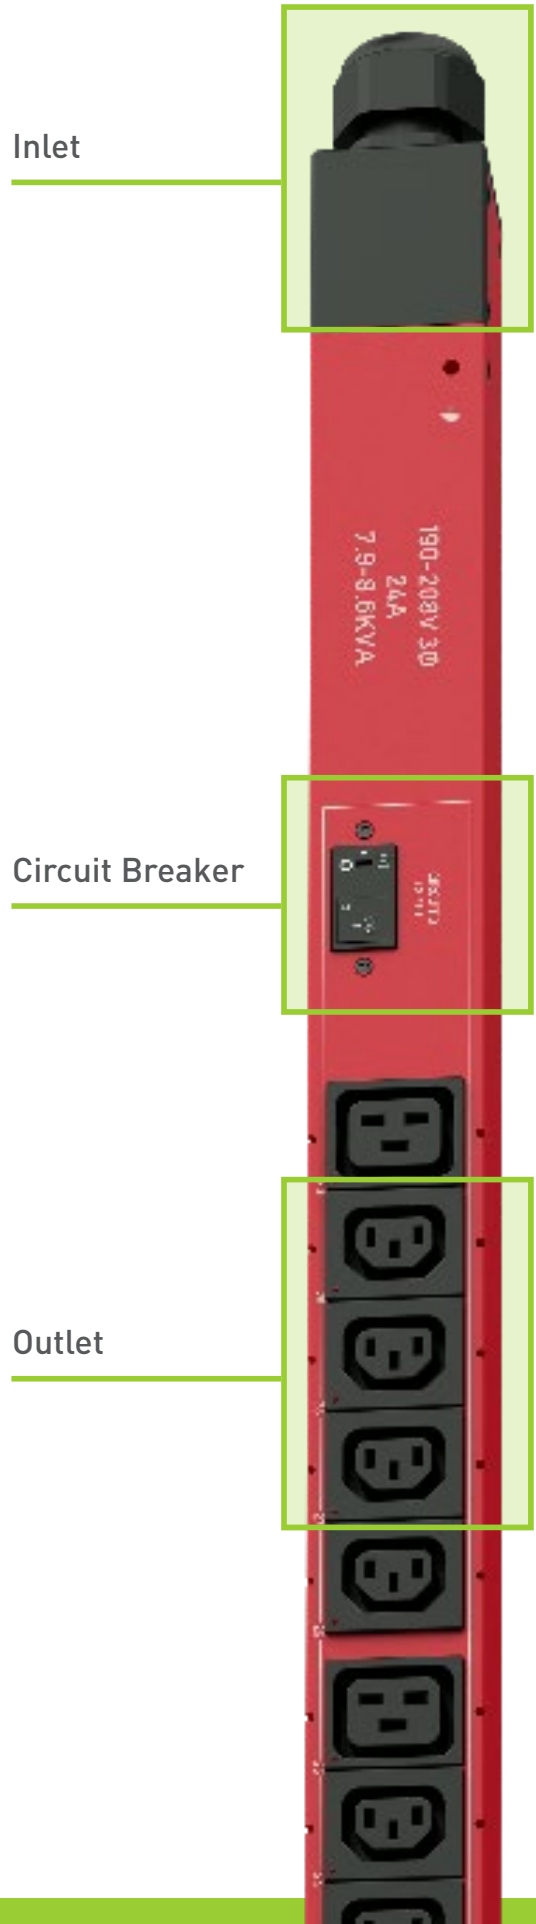 Inlet
190-208V 3Φ
24A
7.9-8.6KVA
Circuit Breaker
Outlet